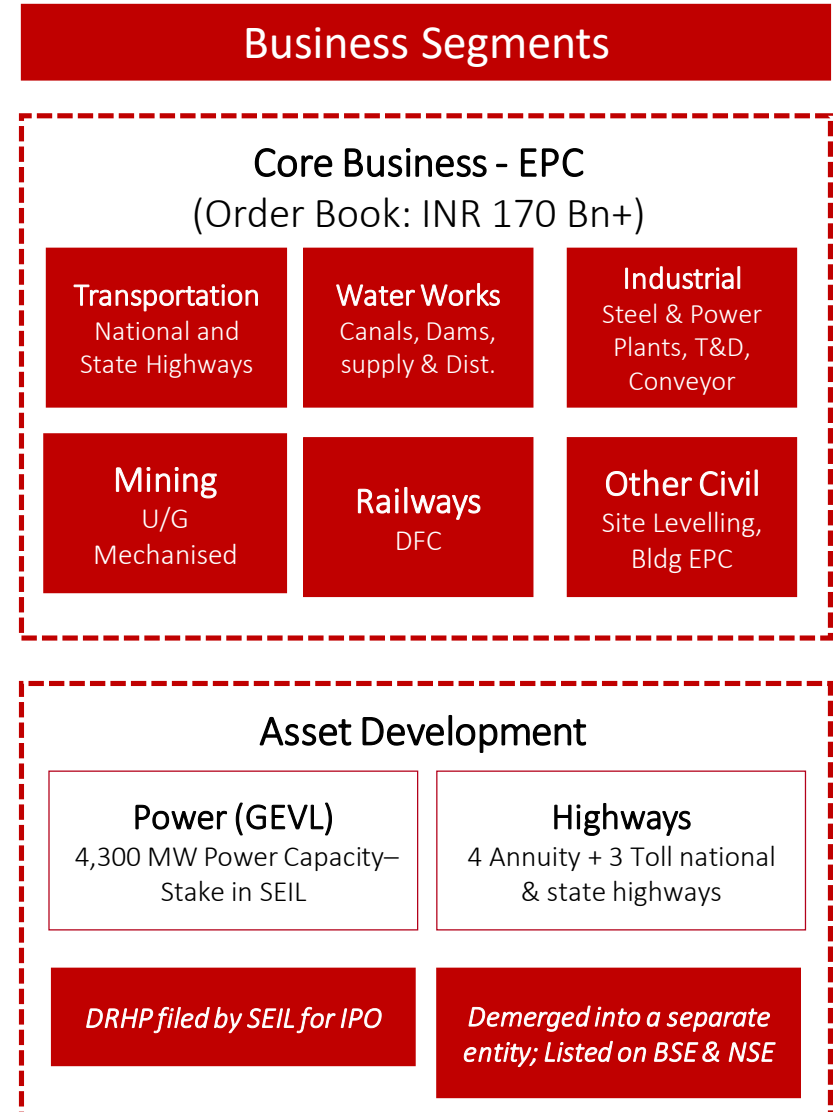 Business Segments
Core Business - EPC
(Order Book: INR 170 Bn+)
Transportation
National and
State Highways
Water Works
Canals, Dams,
supply & Dist.
Industrial
Steel & Power
Plants, T&D,
Conveyor
Mining
U/G
Mechanised
Railways
DFC
Other Civil
Site Levelling,
Bldg EPC
Asset Development
Power (GEVL)
4,300 MW Power Capacity–
Stake in SEIL
Highways
4 Annuity + 3 Toll national
& state highways
DRHP filed by SEIL for IPO
Demerged into a separate
entity; Listed on BSE & NSE